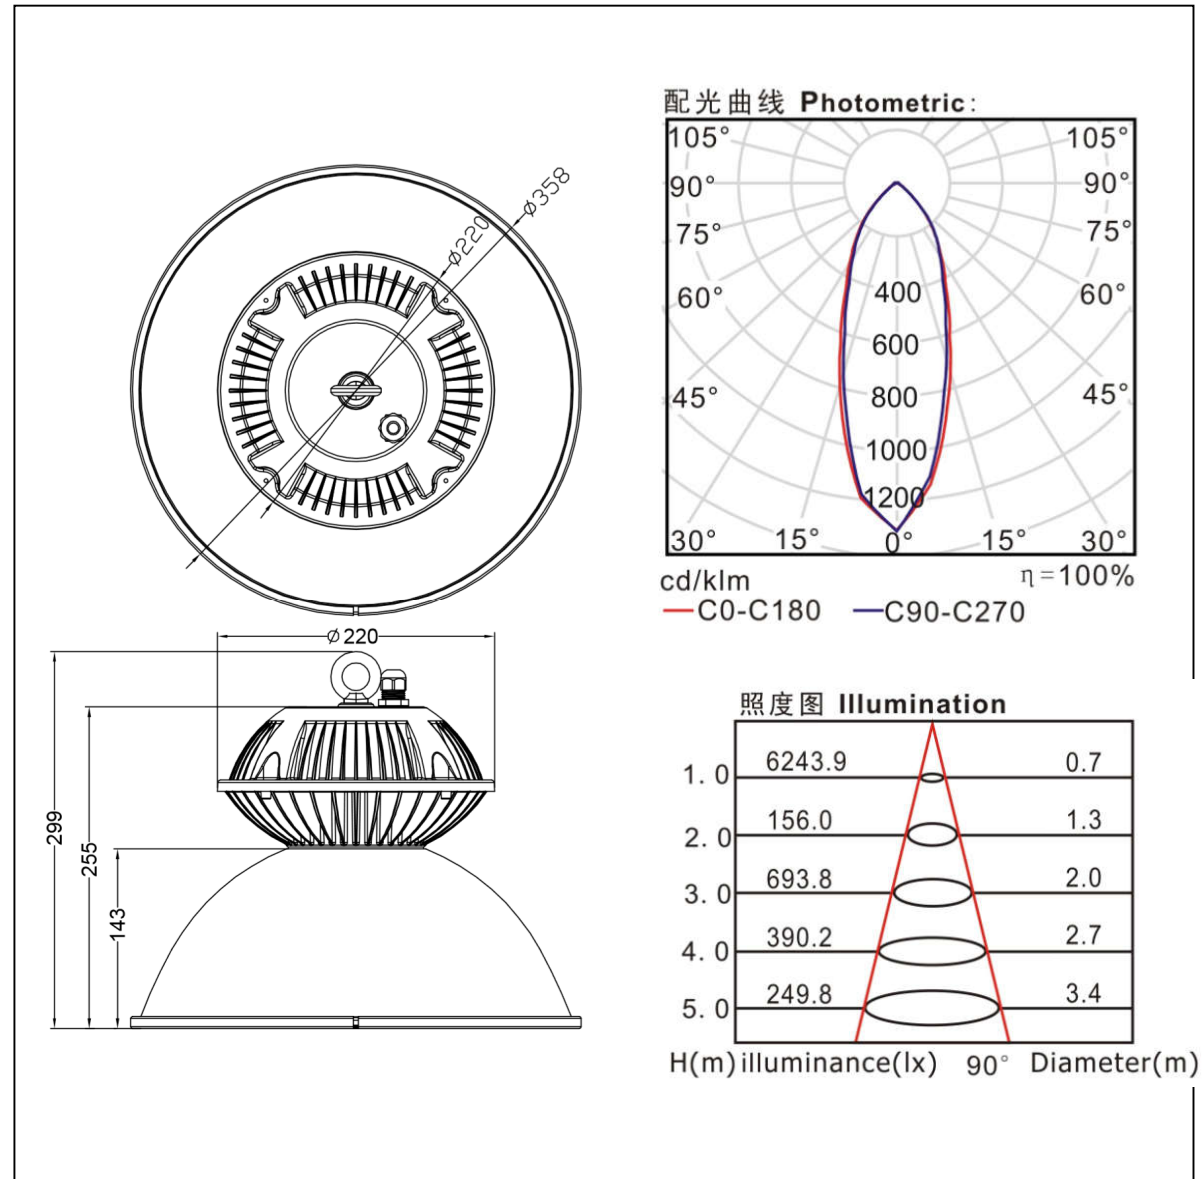 ϕ358
ϕ220
ϕ220
299
255
143
配光曲线 Photometric:
105° 105°
90° 90°
75° 75°
60° 60°
400
600
45° 800 45°
1000
1200
30° 15° 0° 15° 30°
cd/klm η=100%
C0-C180 C90-C270
照度图 Illumination
1.0 6243.9 0.7
2.0 156.0 1.3
3.0 693.8 2.0
4.0 390.2 2.7
5.0 249.8 3.4
H(m) illuminance(lx) 90° Diameter(m)